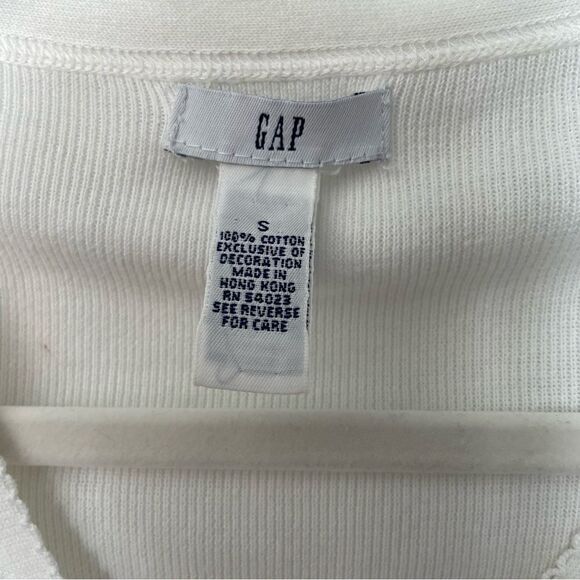 GAP
S
100% COTTON
EXCLUSIVE OF
DECORATION
MADE IN
HONG KONG
RN 54023
SEE REVERSE
FOR CARE